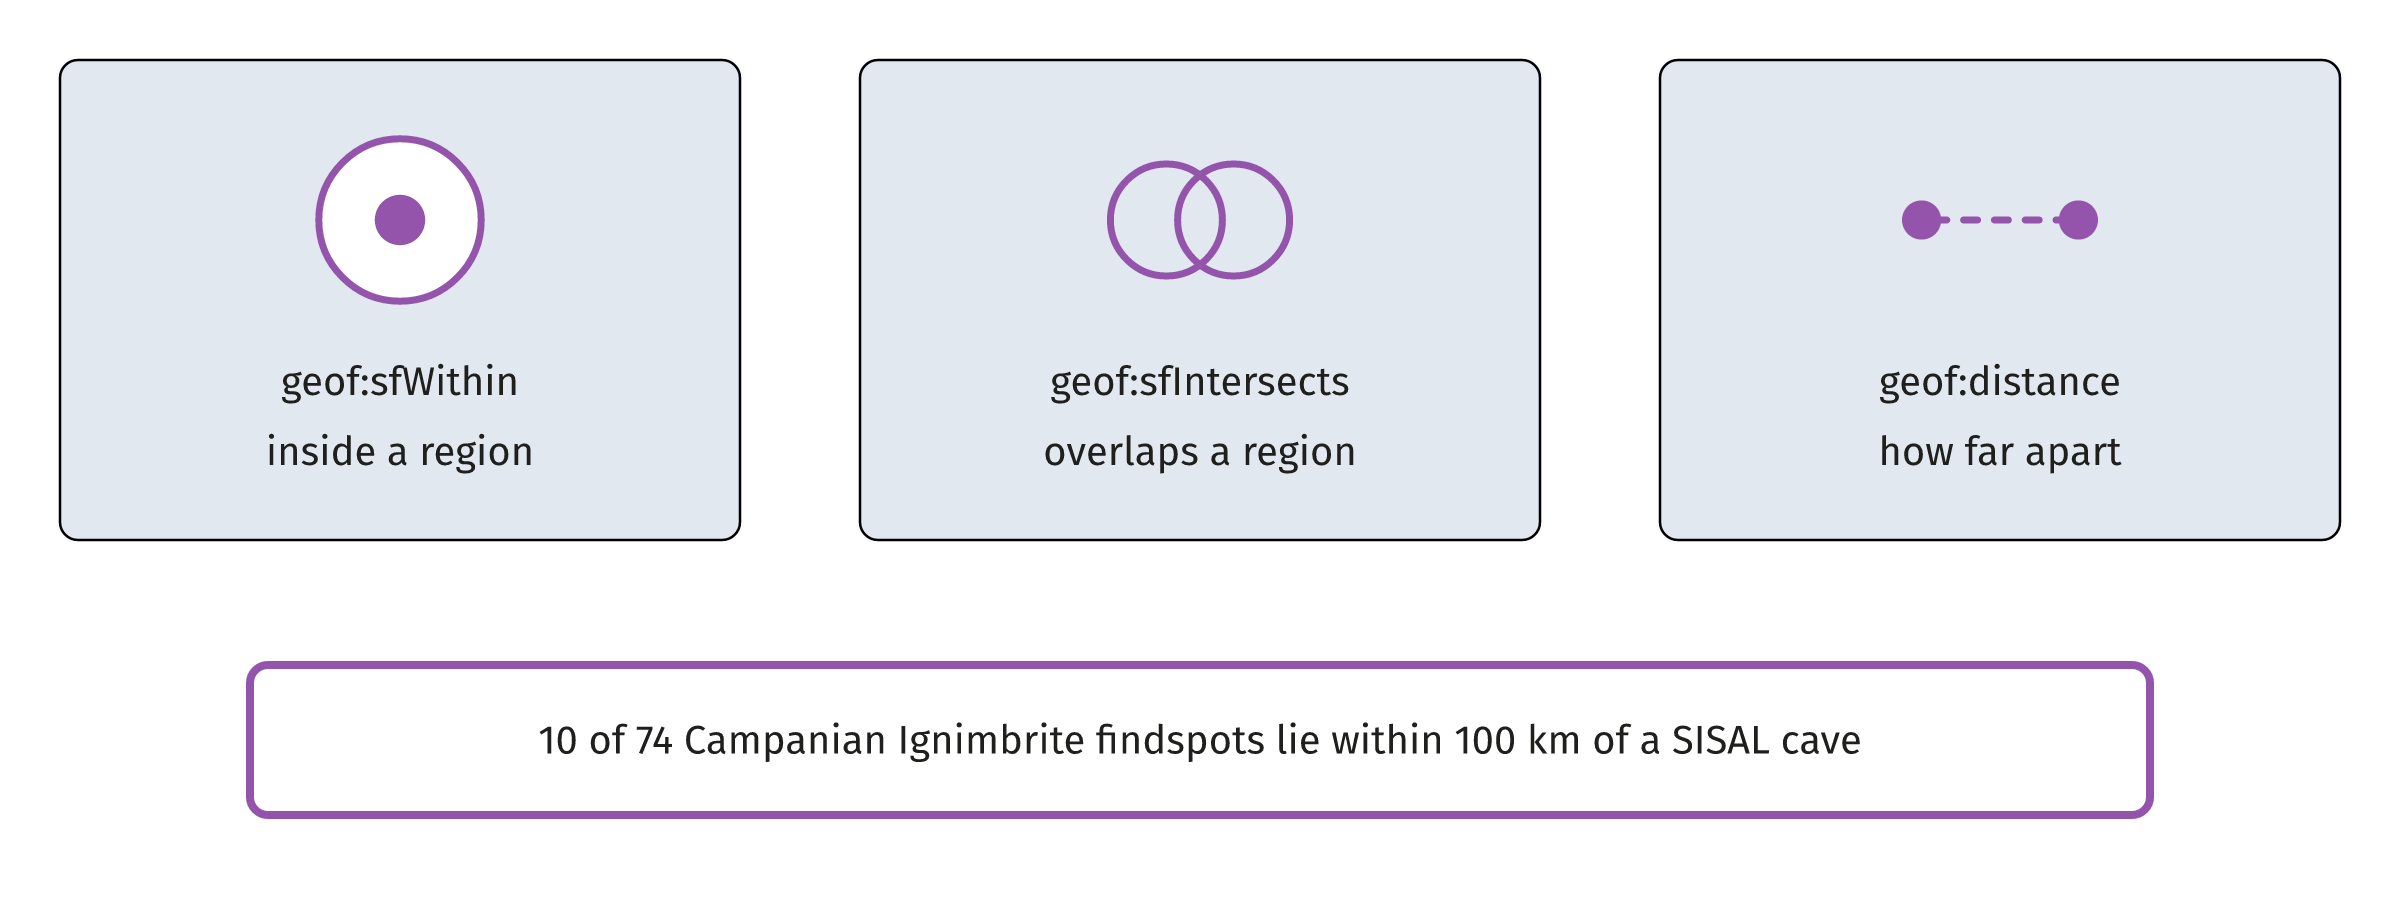 geof:sfWithin
inside a region
geof:sfIntersects
overlaps a region
geof:distance
how far apart
10 of 74 Campanian Ignimbrite findspots lie within 100 km of a SISAL cave